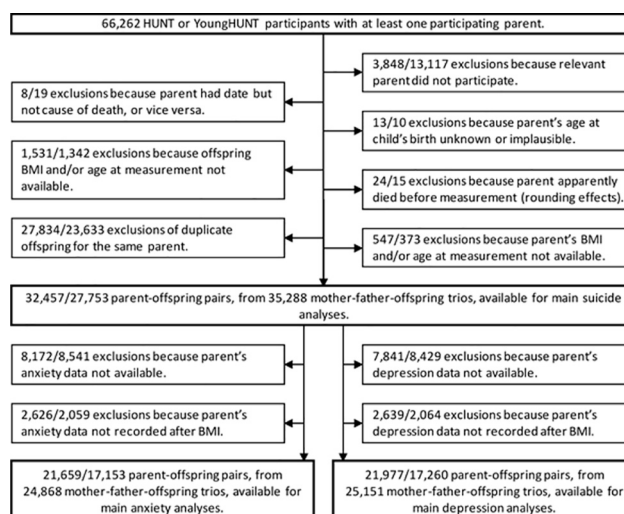 66,262 HUNT or YoungHUNT participants with at least one participating parent.
3,848/13,117 exclusions because relevant
parent did not participate.
8/19 exclusions because parent had date but
not cause of death, or vice versa.
13/10 exclusions because parent’s age at
child’s birth unknown or implausible.
1,531/1,342 exclusions because offspring
BMI and/or age at measurement not
available.
24/15 exclusions because parent apparently
died before measurement (rounding effects).
27,834/23,633 exclusions of duplicate
offspring for the same parent.
547/373 exclusions because parent’s BMI
and/or age at measurement not available.
32,457/27,753 parent-offspring pairs, from 35,288 mother-father-offspring trios, available for main suicide
analyses.
8,172/8,541 exclusions because parent’s
anxiety data not available.
7,841/8,429 exclusions because parent’s
depression data not available.
2,626/2,059 exclusions because parent’s
anxiety data not recorded after BMI.
2,639/2,064 exclusions because parent’s
depression data not recorded after BMI.
21,659/17,153 parent-offspring pairs, from
24,868 mother-father-offspring trios, available for
main anxiety analyses.
21,977/17,260 parent-offspring pairs, from
25,151 mother-father-offspring trios, available for
main depression analyses.